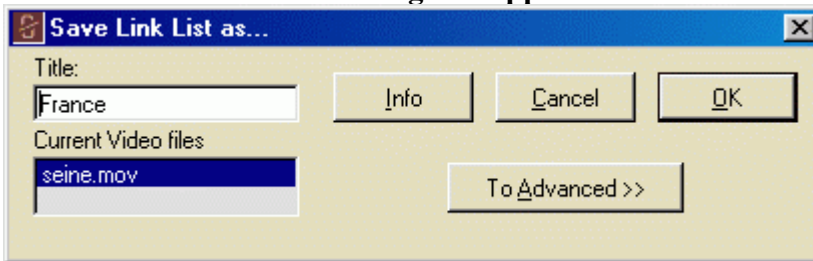 Save Link List as...
Title:
France
Info
Cancel
OK
Current Video files
seine.mov
To Advanced >>